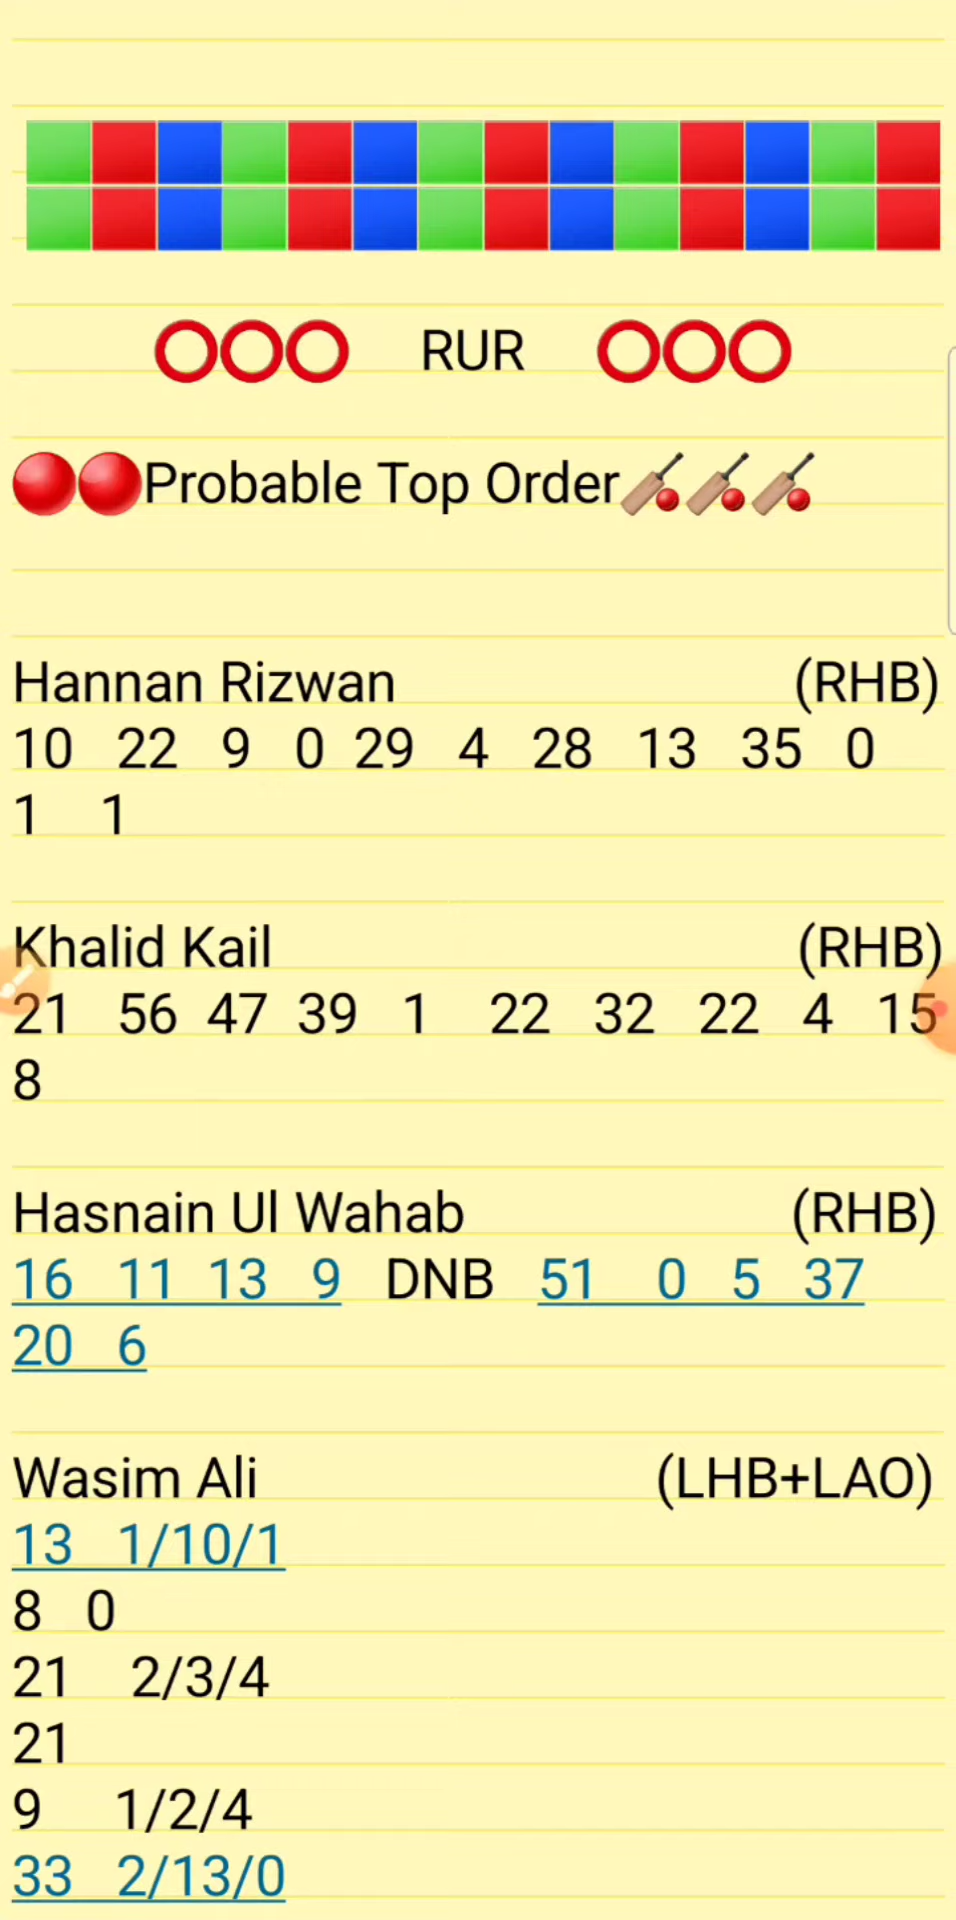 RUR
Probable Top Order
Hannan Rizwan (RHB)
10 22 9 0 29 4 28 13 35 0
1 1
Khalid Kail (RHB)
21 56 47 39 1 22 32 22 4 15
8
Hasnain Ul Wahab (RHB)
16 11 13 9 DNB 51 0 5 37
20 6
Wasim Ali (LHB+LAO)
13 1/10/1
8 0
21 2/3/4
21
9 1/2/4
33 2/13/0